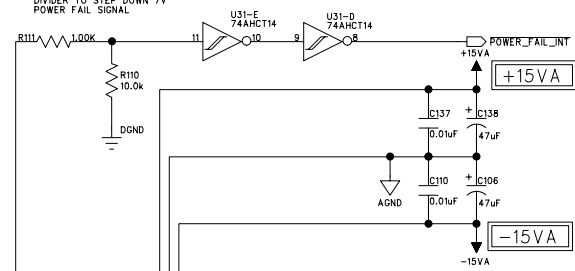 DIVIDER TO STEP DOWN 7V
POWER FAIL SIGNAL
U31-E
74AHCT14
U31-D
74AHCT14
R111
1.00K
11
10
9
8
POWER_FAIL_INT
+15VA
+15VA
R110
10.0k
DGND
C137
0.01uF
+
C138
47uF
AGND
C110
0.01uF
+
C106
47uF
-15VA
-15VA